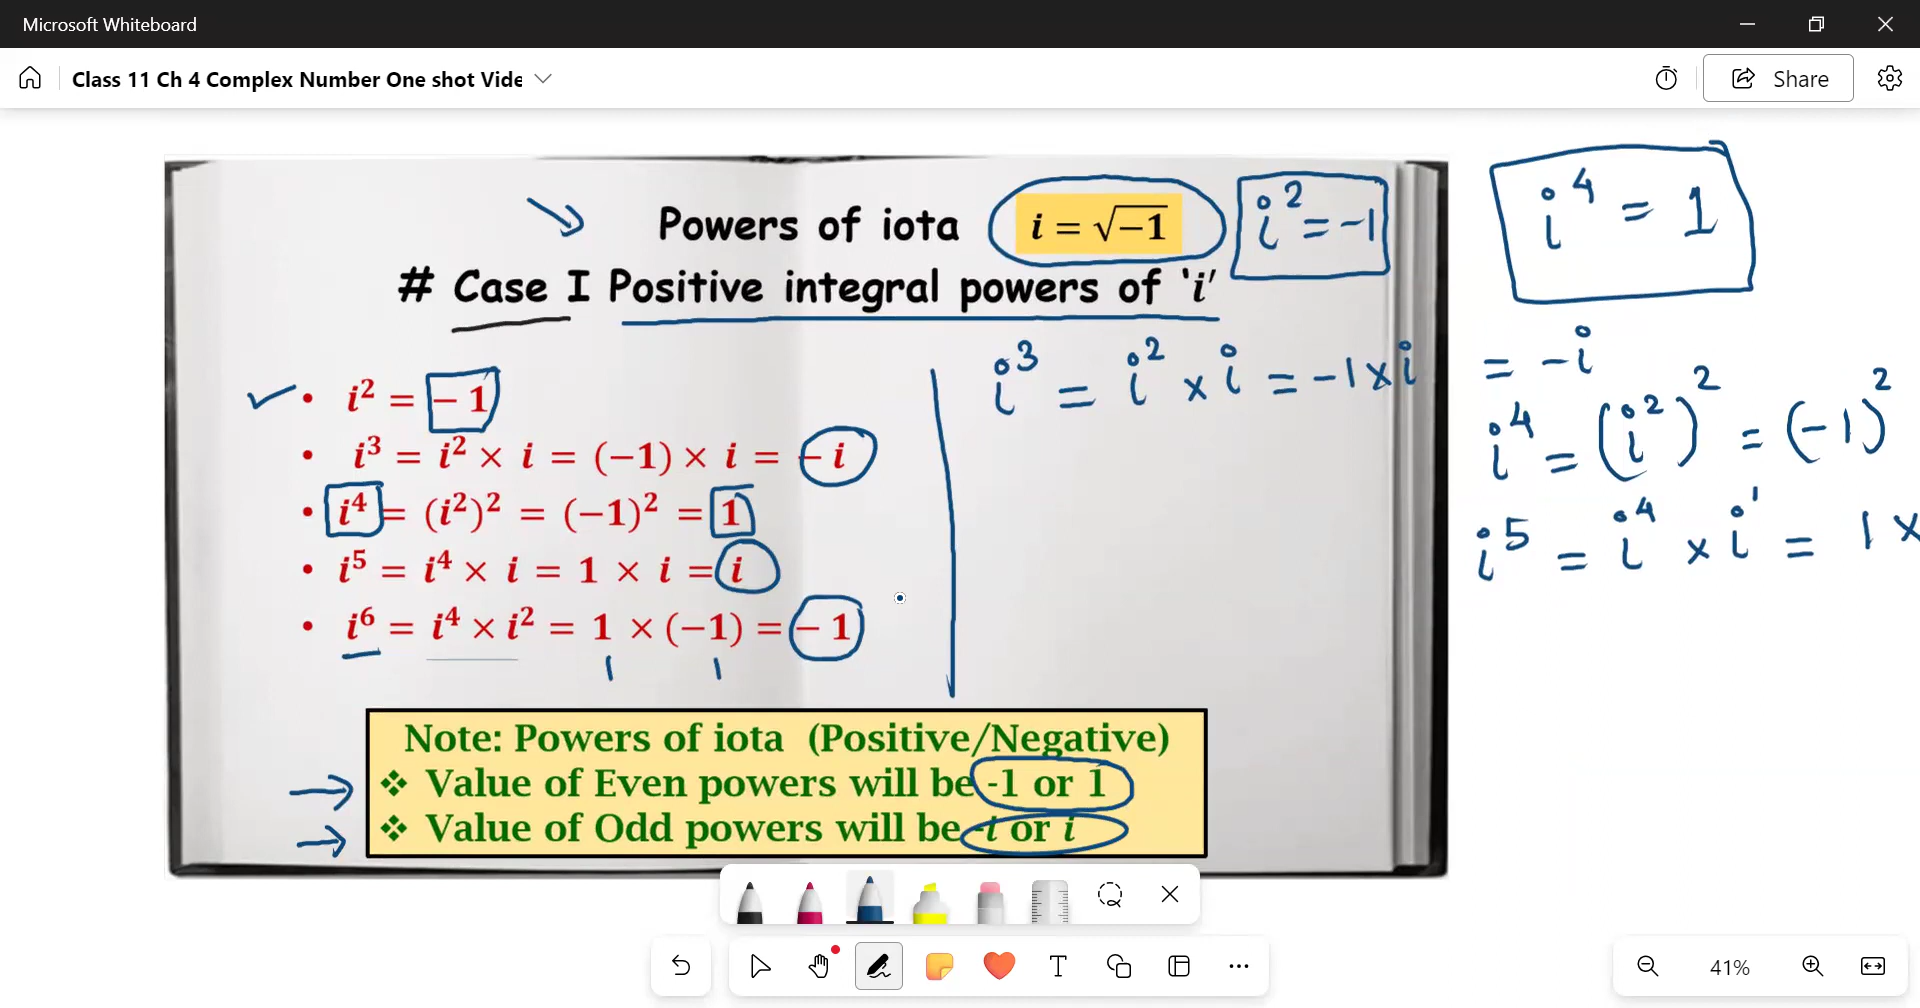 Microsoft Whiteboard
Class 11 Ch 4 Complex Number One shot Vide
Share
Powers of iota i = √−1 i² = −1
i⁴ = 1
# Case I Positive integral powers of ‘i’
• i² = − 1
i³ = i² × i = −1 × i = −i
• i³ = i² × i = (−1) × i = − i
i⁴ = (i²)² = (−1)²
• i⁴ = (i²)² = (−1)² = 1
i⁵ = i⁴ × i¹ = 1 ×
• i⁵ = i⁴ × i = 1 × i = i
• i⁶ = i⁴ × i² = 1 × (−1) = − 1
Note: Powers of iota (Positive/Negative)
❖ Value of Even powers will be -1 or 1
❖ Value of Odd powers will be -i or i
41%